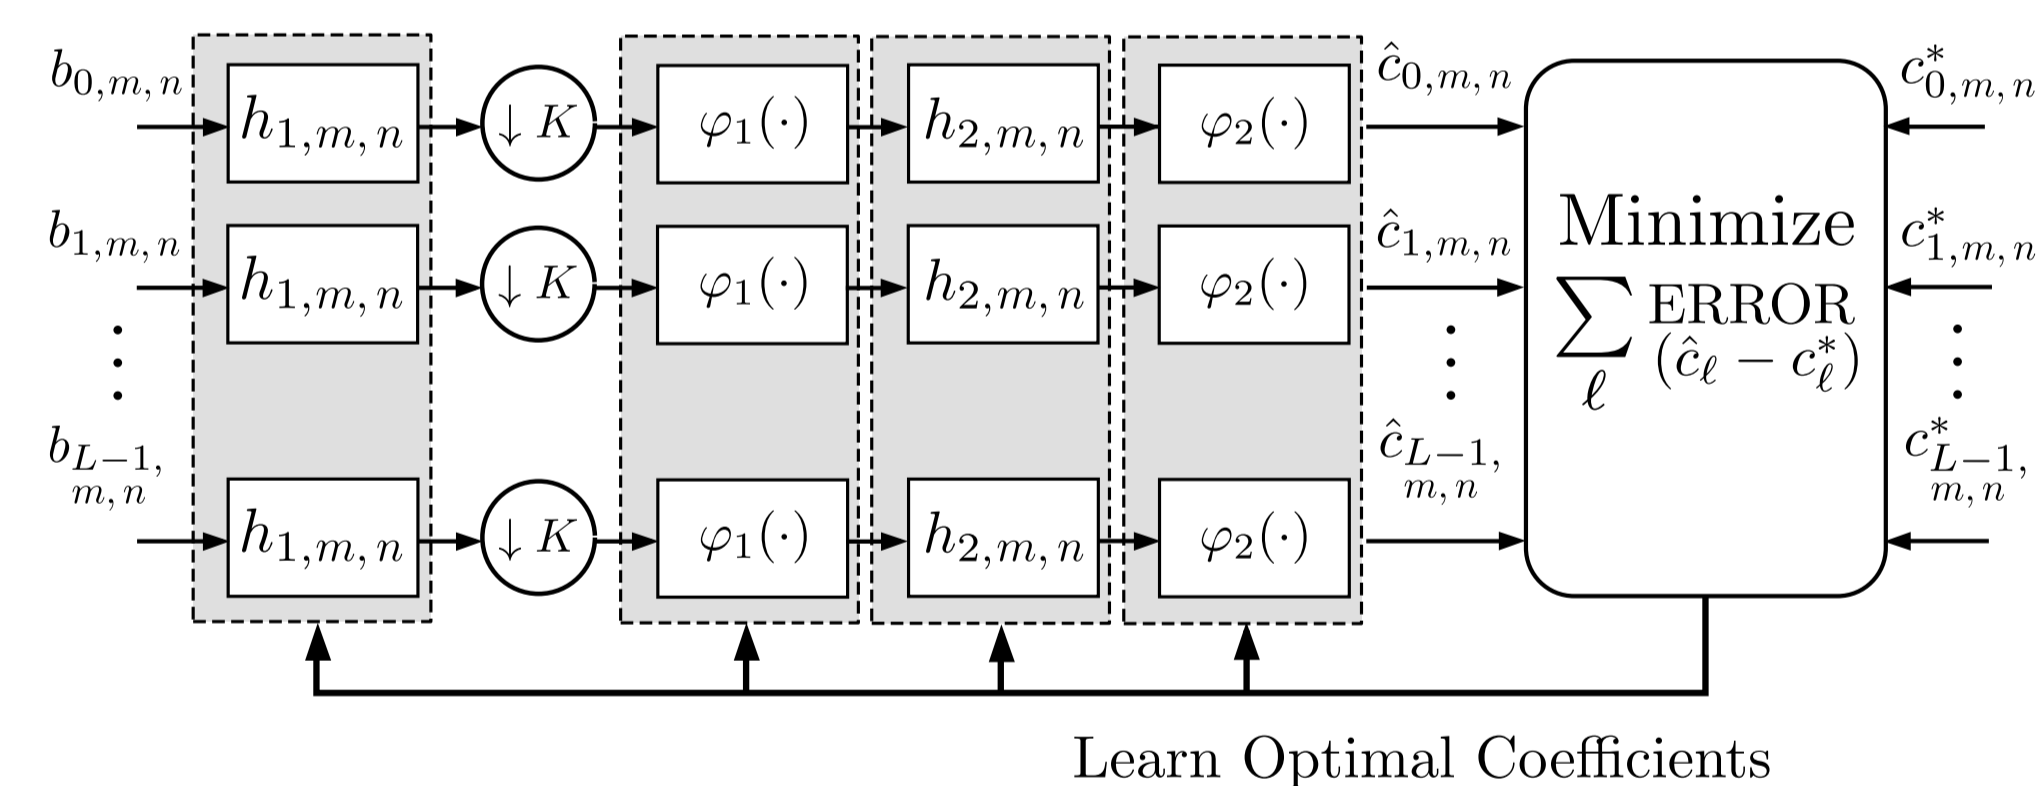 b_{0,m,n} h_{1,m,n} ↓K φ_1(·) h_{2,m,n} φ_2(·) ĉ_{0,m,n} c^*_{0,m,n}
b_{1,m,n} h_{1,m,n} ↓K φ_1(·) h_{2,m,n} φ_2(·) ĉ_{1,m,n} c^*_{1,m,n}
b_{L−1,m,n} h_{1,m,n} ↓K φ_1(·) h_{2,m,n} φ_2(·) ĉ_{L−1,m,n} c^*_{L−1,m,n}
Minimize
∑_ℓ ERROR
(ĉ_ℓ − c^*_ℓ)
Learn Optimal Coefficients